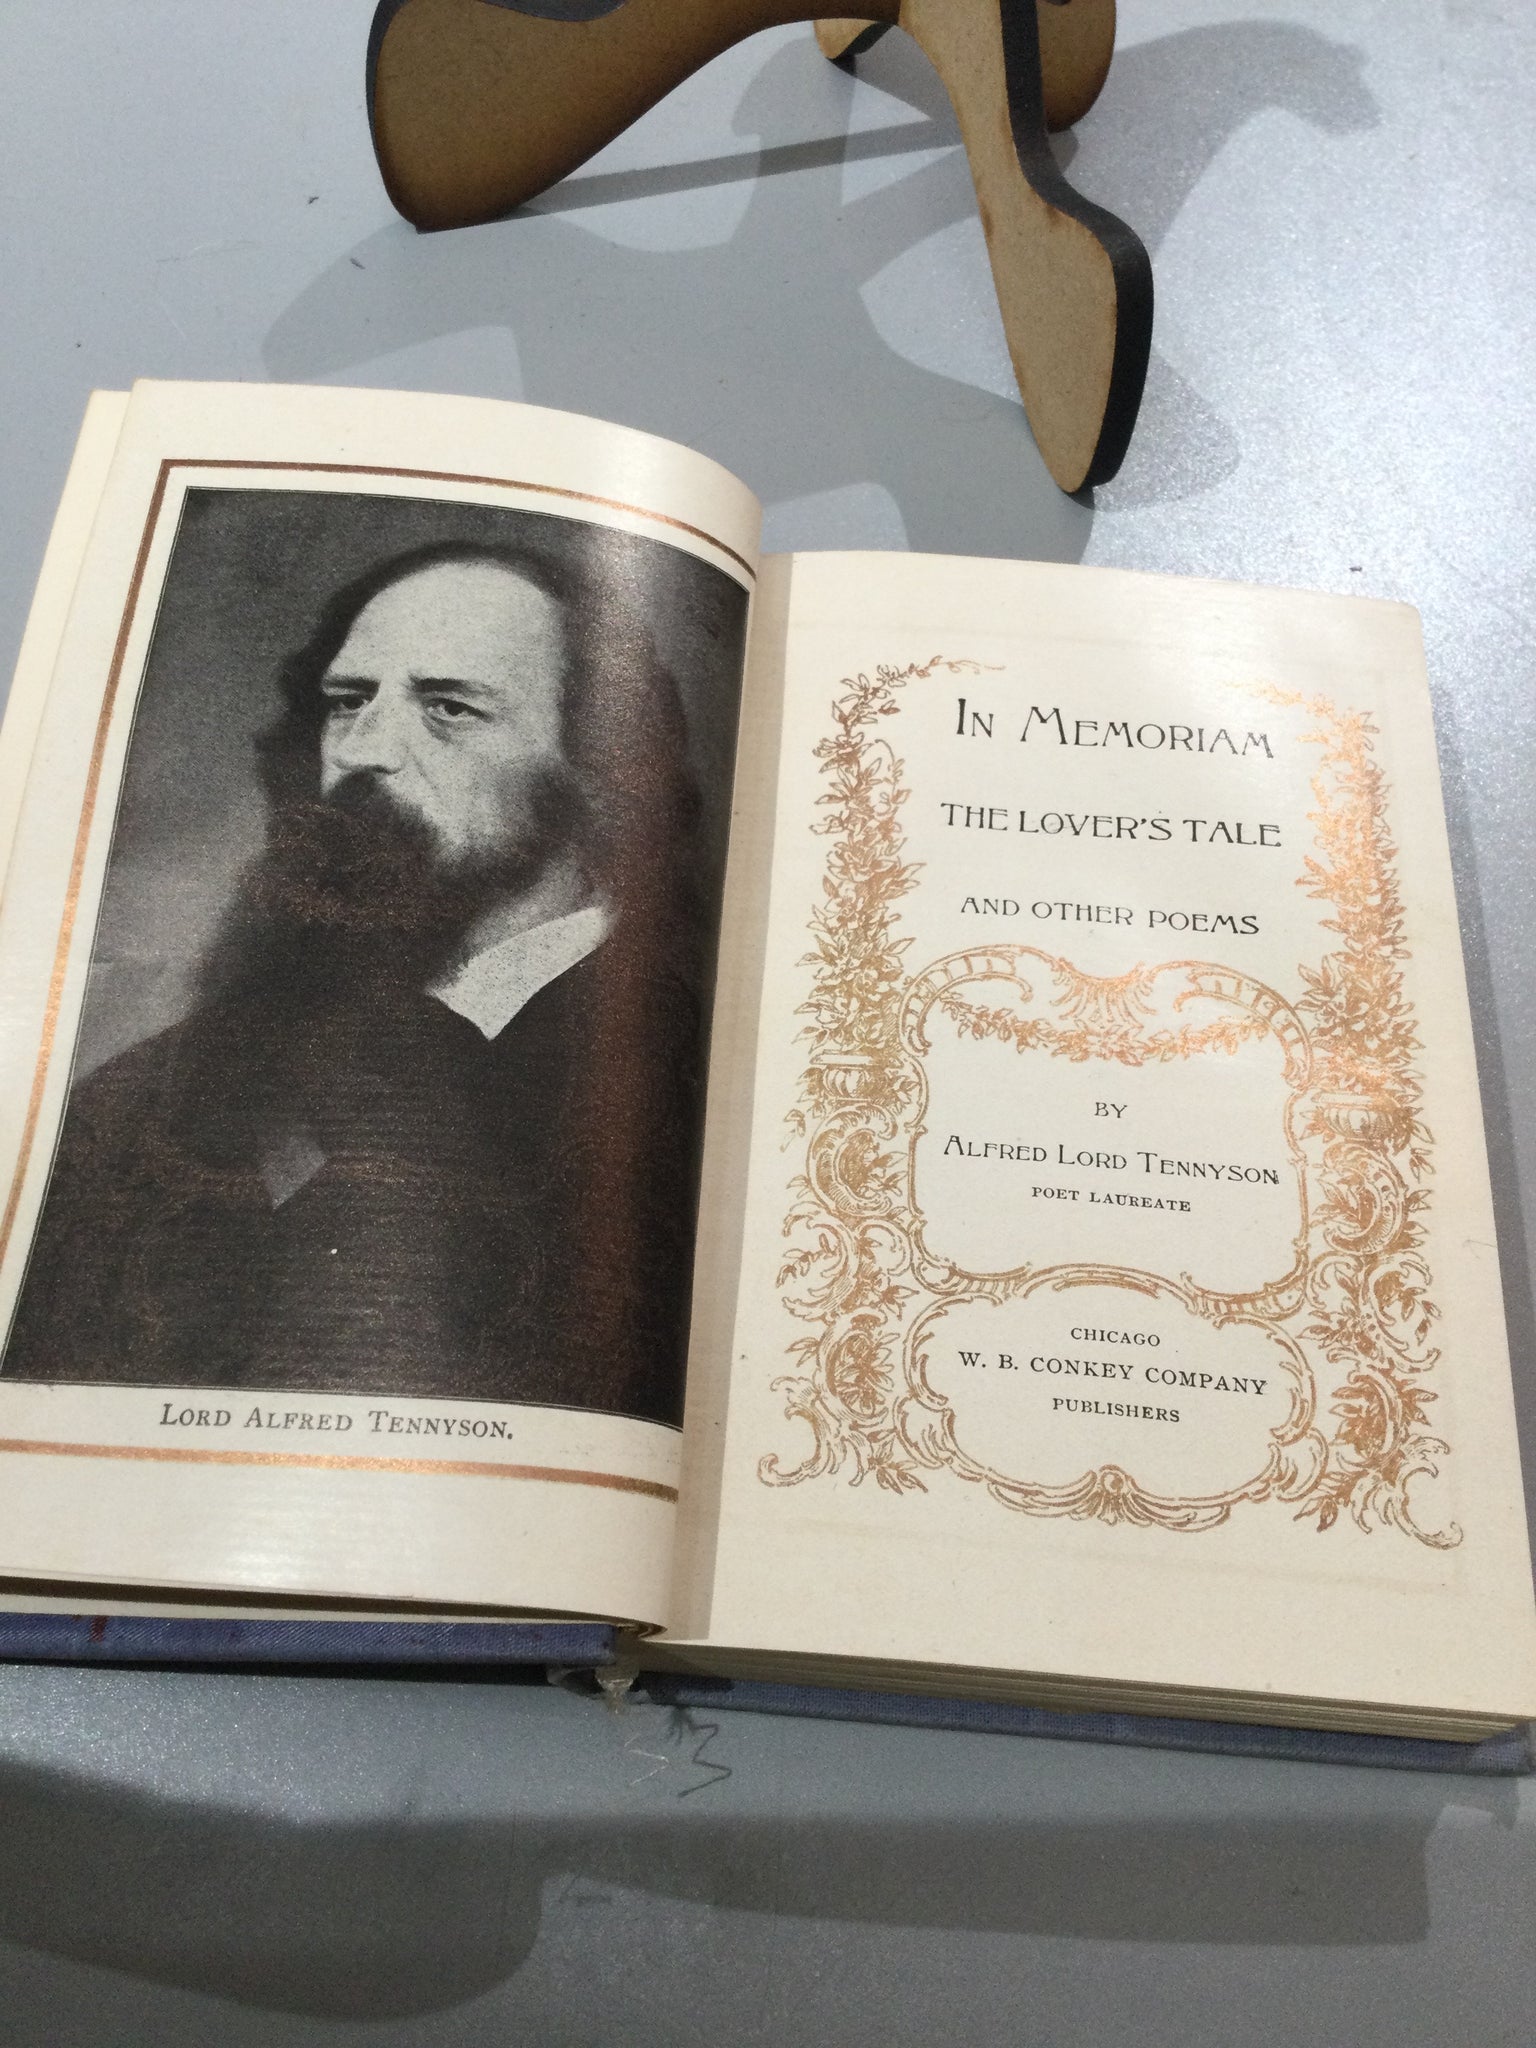 LORD ALFRED TENNYSON.
IN MEMORIAM
THE LOVER'S TALE
AND OTHER POEMS
BY
ALFRED LORD TENNYSON
POET LAUREATE
CHICAGO
W. B. CONKEY COMPANY
PUBLISHERS